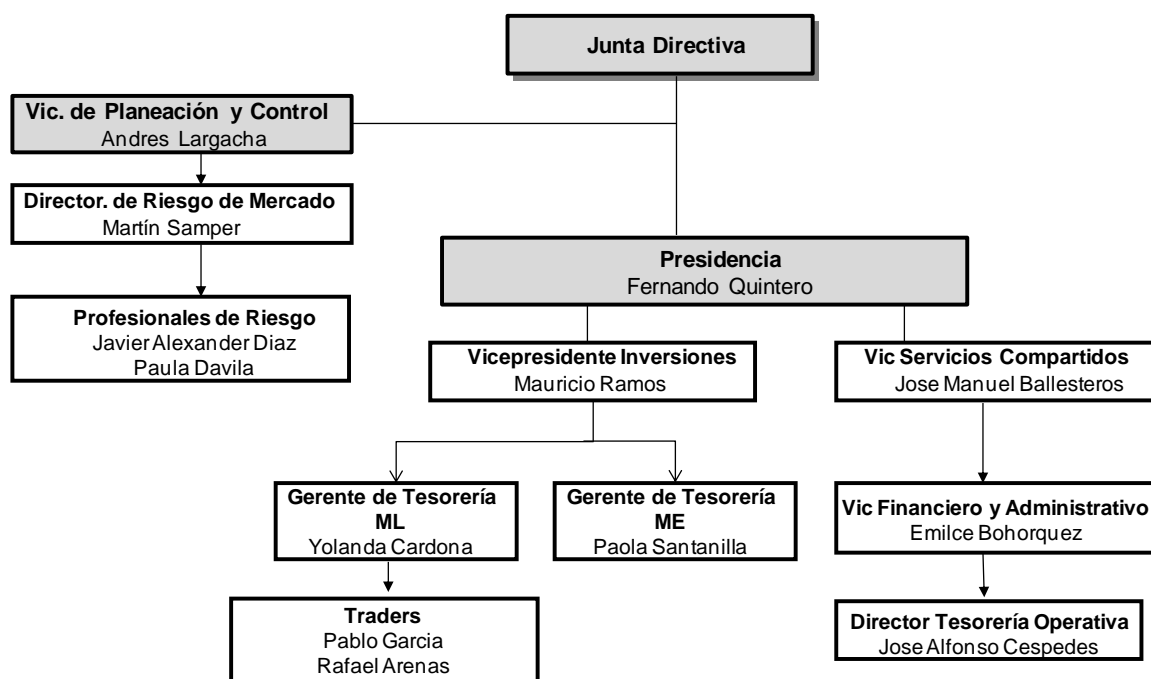 Junta Directiva
Vic. de Planeación y Control
Andres Largacha
Director. de Riesgo de Mercado
Martín Samper
Profesionales de Riesgo
Javier Alexander Diaz
Paula Davila
Presidencia
Fernando Quintero
Vicepresidente Inversiones
Mauricio Ramos
Vic Servicios Compartidos
Jose Manuel Ballesteros
Gerente de Tesorería
ML
Yolanda Cardona
Gerente de Tesorería
ME
Paola Santanilla
Vic Financiero y Administrativo
Emilce Bohorquez
Traders
Pablo Garcia
Rafael Arenas
Director Tesorería Operativa
Jose Alfonso Cespedes